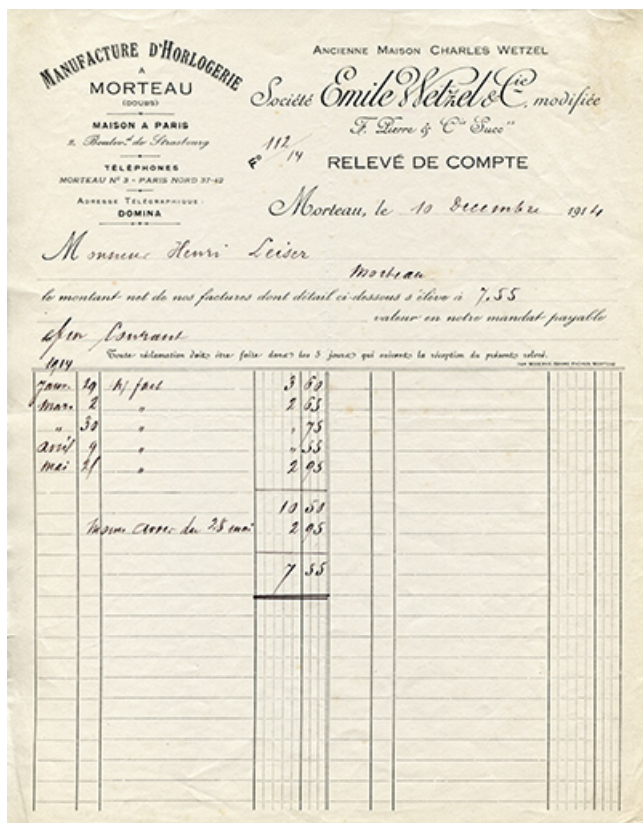 MANUFACTURE D'HORLOGERIE
A
MORTEAU
(DOUBS)
MAISON A PARIS
2, Boulevd de Strasbourg
TÉLÉPHONES
MORTEAU No 3 - PARIS NORD 37-42
ADRESSE TÉLÉGRAPHIQUE:
DOMINA
ANCIENNE MAISON CHARLES WETZEL
Société Emile Wetzel & Cie modifiée
F. Pierre & Cie Succrs
Fo 112/14
RELEVÉ DE COMPTE
Morteau, le 10 Decembre 1914
Monsieur Henri Leiser
Morteau
le montant net de nos factures dont détail ci-dessous s'élève à 7.55
valeur en notre mandat payable
fin Courant
Toute réclamation doit être faite dans les 5 jours qui suivent la réception du présent relevé.
1914
Janv. 29 n/ fact 3 60
Mars 2 " 2 65
" 30 " " 75
avril 9 " " 55
Mai 28 " 2 95
10 50
Moins du 28 mai 2 95
7 55